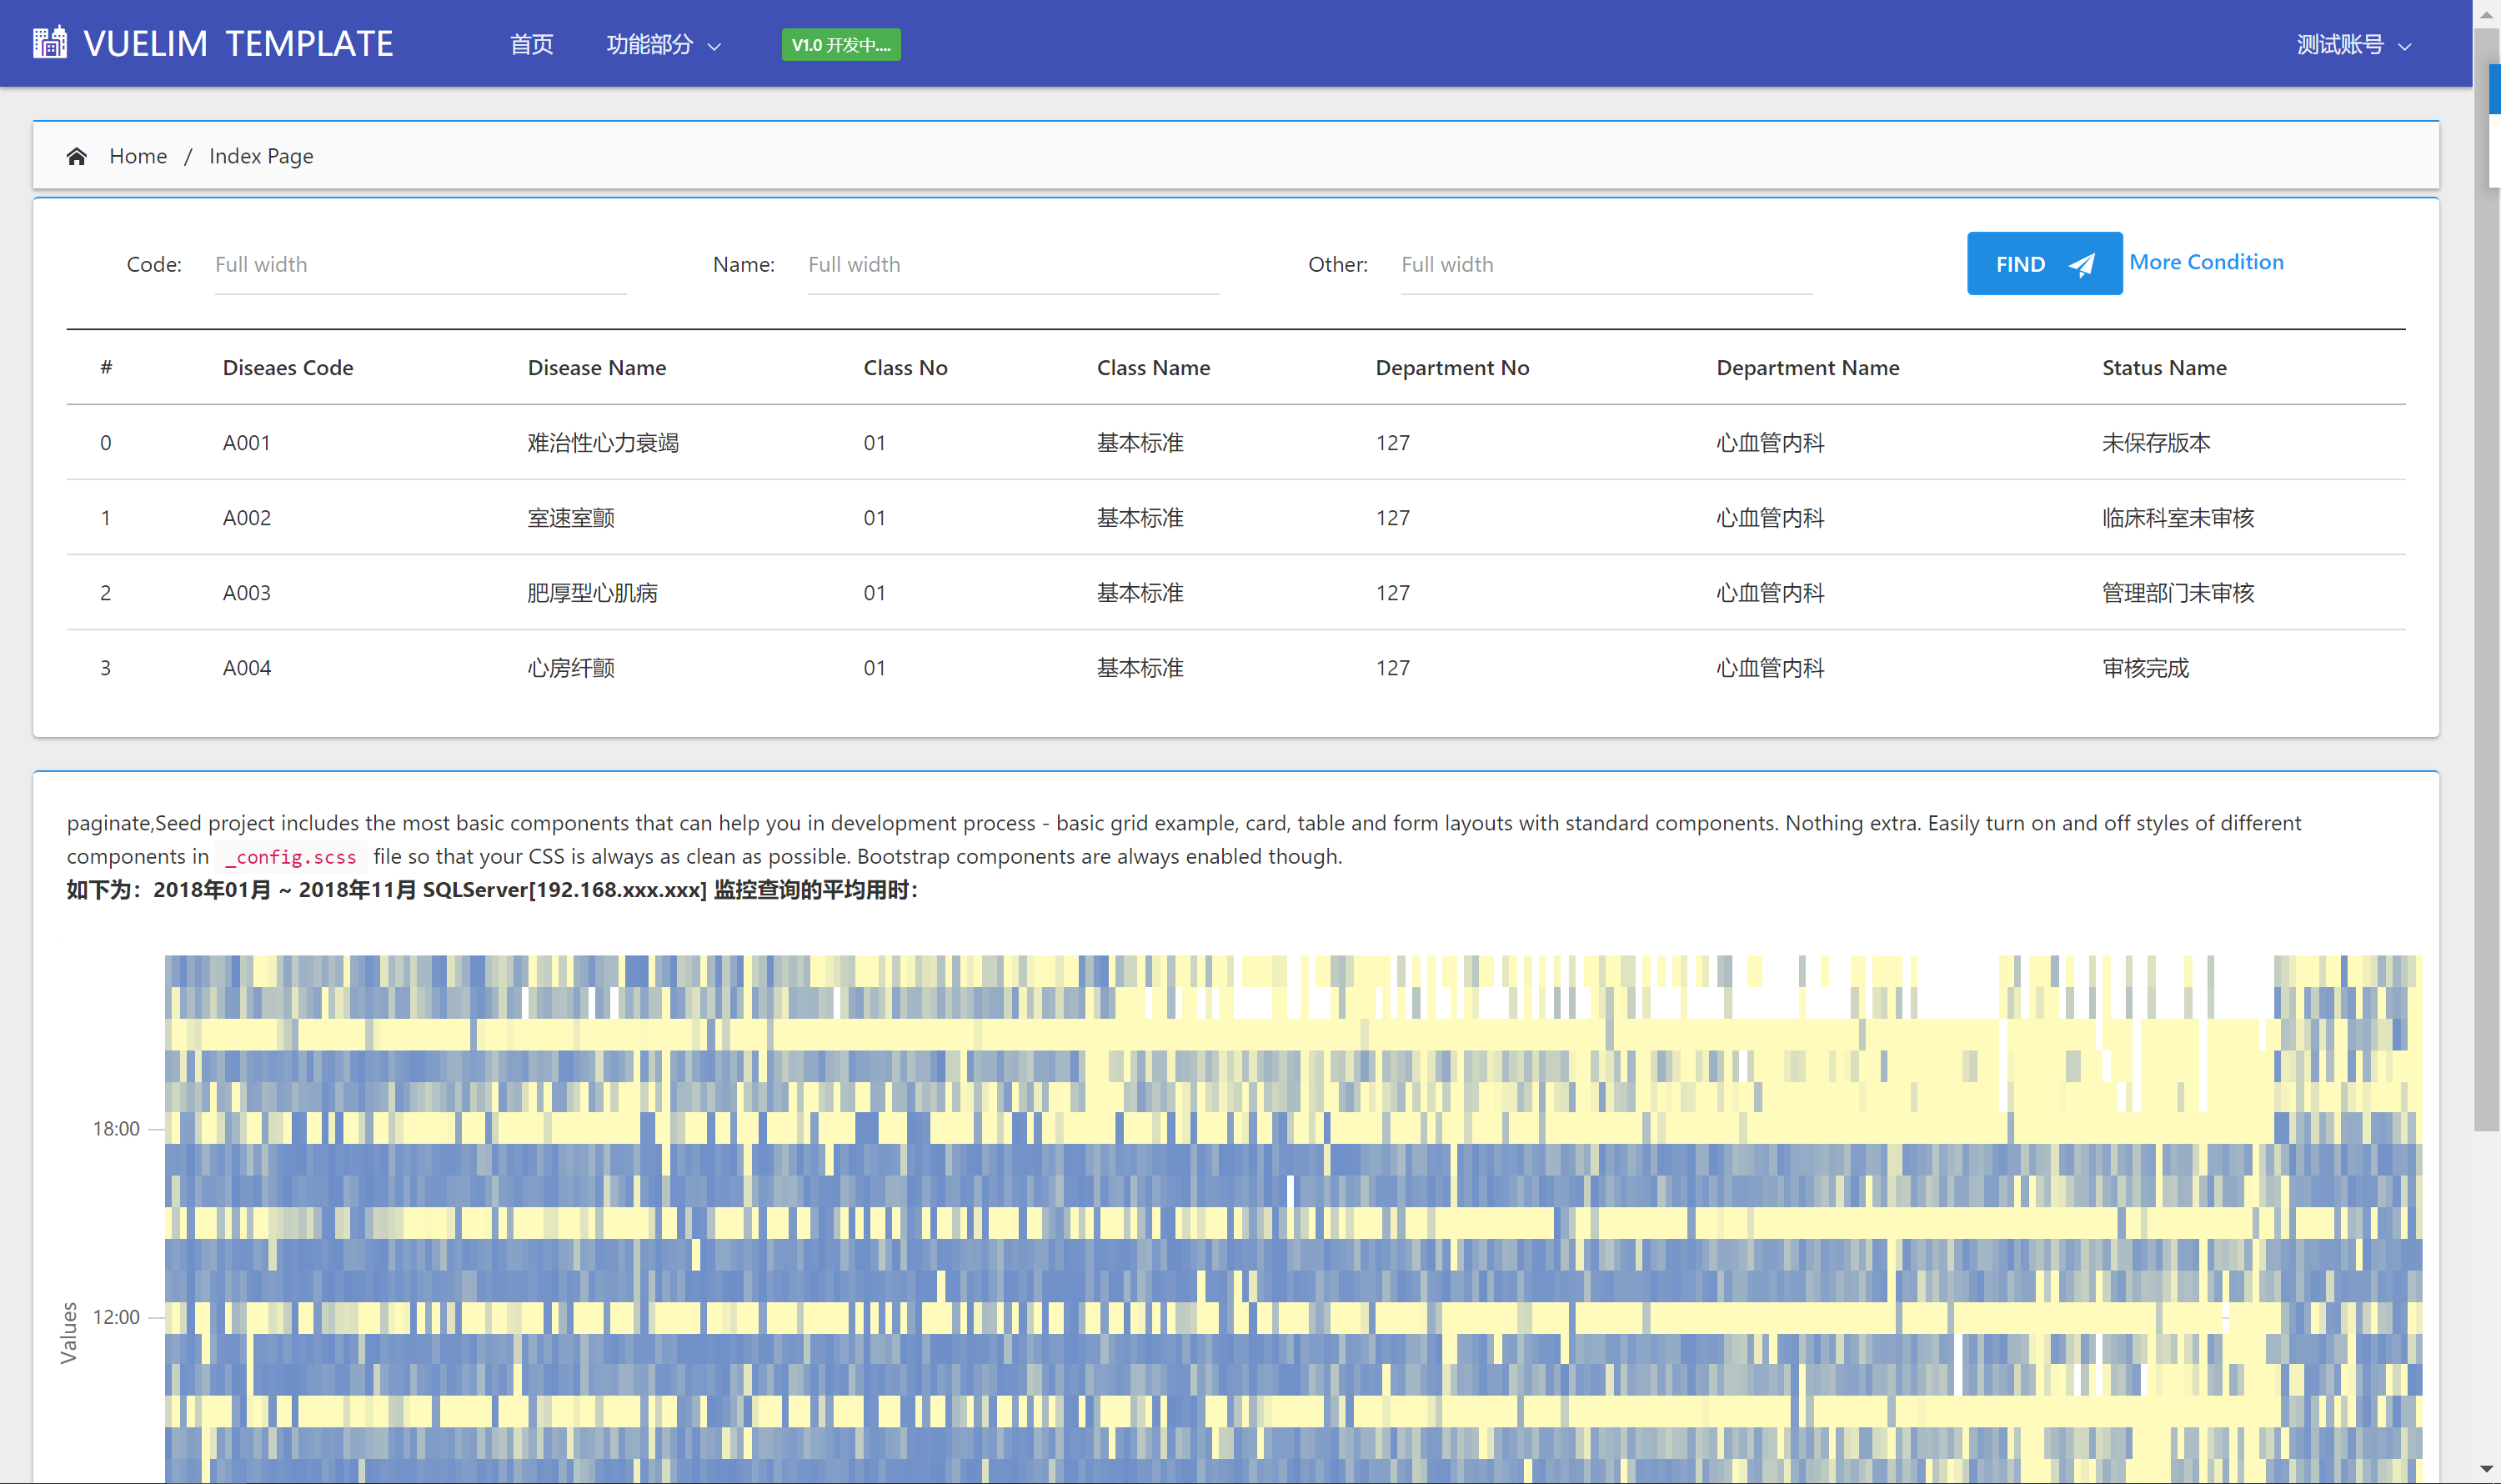 VUELIM TEMPLATE 首页 功能部分 V1.0 开发中.... 测试账号
Home / Index Page
Code: Full width Name: Full width Other: Full width FIND More Condition
# Diseaes Code Disease Name Class No Class Name Department No Department Name Status Name
0 A001 难治性心力衰竭 01 基本标准 127 心血管内科 未保存版本
1 A002 室速室颤 01 基本标准 127 心血管内科 临床科室未审核
2 A003 肥厚型心肌病 01 基本标准 127 心血管内科 管理部门未审核
3 A004 心房纤颤 01 基本标准 127 心血管内科 审核完成
paginate,Seed project includes the most basic components that can help you in development process - basic grid example, card, table and form layouts with standard components. Nothing extra. Easily turn on and off styles of different
components in _config.scss file so that your CSS is always as clean as possible. Bootstrap components are always enabled though.
如下为：2018年01月 ~ 2018年11月 SQLServer[192.168.xxx.xxx] 监控查询的平均用时：
18:00
12:00
Values